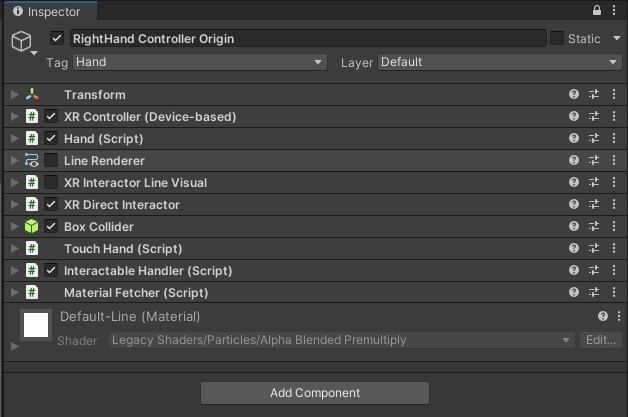 Inspector
RightHand Controller Origin Static
Tag Hand Layer Default
Transform
# XR Controller (Device-based)
# Hand (Script)
Line Renderer
# XR Interactor Line Visual
# XR Direct Interactor
Box Collider
# Touch Hand (Script)
# Interactable Handler (Script)
# Material Fetcher (Script)
Default-Line (Material)
Shader Legacy Shaders/Particles/Alpha Blended Premultiply Edit...
Add Component